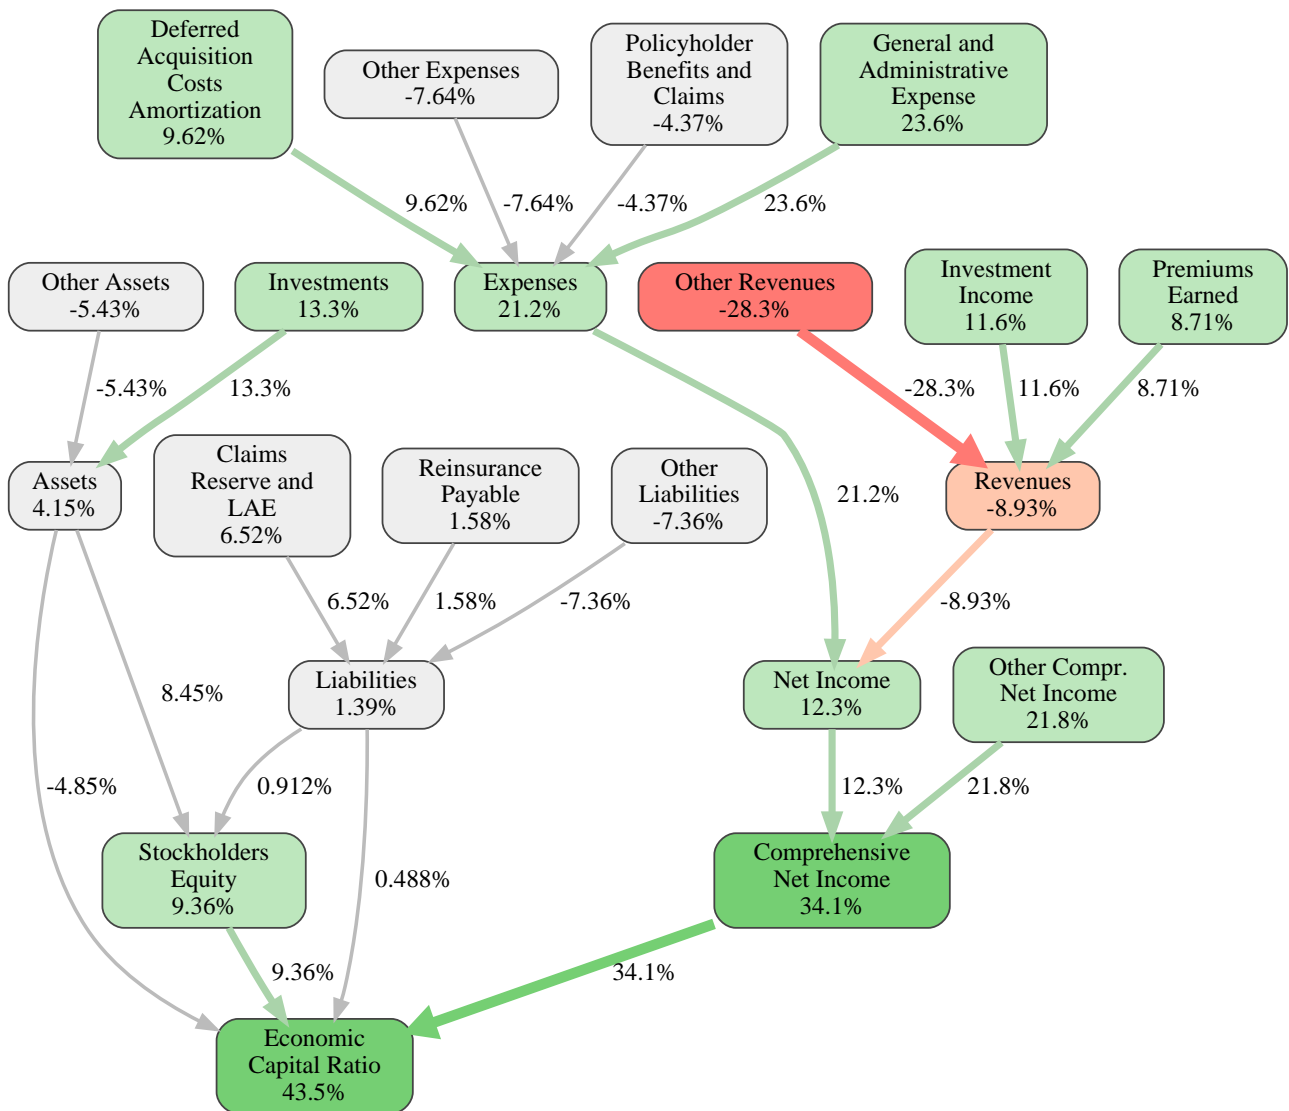 Deferred
Acquisition
Costs
Amortization
9.62%
Other Expenses
-7.64%
Policyholder
Benefits and
Claims
-4.37%
General and
Administrative
Expense
23.6%
9.62%
-7.64%
-4.37%
23.6%
Other Assets
-5.43%
Investments
13.3%
Expenses
21.2%
Other Revenues
-28.3%
Investment
Income
11.6%
Premiums
Earned
8.71%
-5.43%
13.3%
-28.3%
11.6%
8.71%
Assets
4.15%
Claims
Reserve and
LAE
6.52%
Reinsurance
Payable
1.58%
Other
Liabilities
-7.36%
21.2%
Revenues
-8.93%
6.52%
1.58%
-7.36%
-8.93%
Liabilities
1.39%
Net Income
12.3%
Other Compr.
Net Income
21.8%
8.45%
-4.85%
0.912%
12.3%
21.8%
Stockholders
Equity
9.36%
0.488%
Comprehensive
Net Income
34.1%
9.36%
34.1%
Economic
Capital Ratio
43.5%